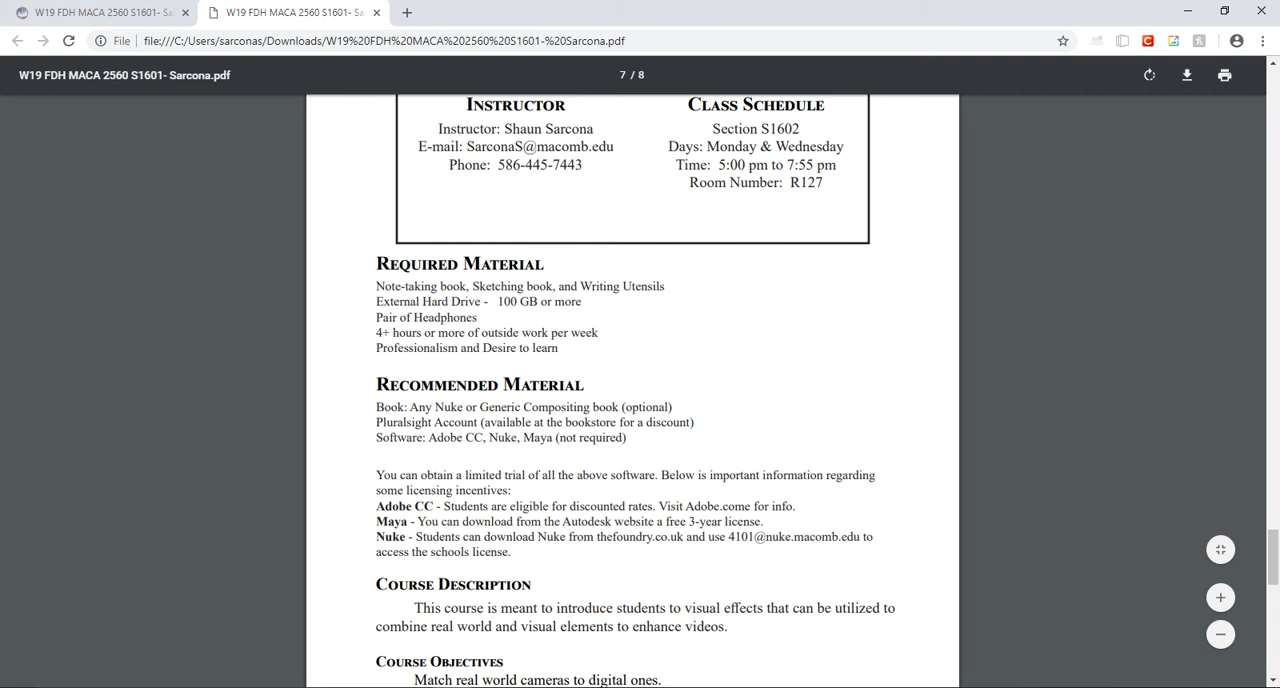 W19 FDH MACA 2560 S1601- Sar
W19 FDH MACA 2560 S1601- Sa
File
file:///C:/Users/sarconas/Downloads/W19%20FDH%20MACA%202560%20S1601-%20Sarcona.pdf
W19 FDH MACA 2560 S1601- Sarcona.pdf
7 / 8
INSTRUCTOR
Instructor: Shaun Sarcona
E-mail: SarconaS@macomb.edu
Phone: 586-445-7443
CLASS SCHEDULE
Section S1602
Days: Monday & Wednesday
Time: 5:00 pm to 7:55 pm
Room Number: R127
REQUIRED MATERIAL
Note-taking book, Sketching book, and Writing Utensils
External Hard Drive - 100 GB or more
Pair of Headphones
4+ hours or more of outside work per week
Professionalism and Desire to learn
RECOMMENDED MATERIAL
Book: Any Nuke or Generic Compositing book (optional)
Pluralsight Account (available at the bookstore for a discount)
Software: Adobe CC, Nuke, Maya (not required)
You can obtain a limited trial of all the above software. Below is important information regarding
some licensing incentives:
Adobe CC - Students are eligible for discounted rates. Visit Adobe.come for info.
Maya - You can download from the Autodesk website a free 3-year license.
Nuke - Students can download Nuke from thefoundry.co.uk and use 4101@nuke.macomb.edu to
access the schools license.
COURSE DESCRIPTION
This course is meant to introduce students to visual effects that can be utilized to
combine real world and visual elements to enhance videos.
COURSE OBJECTIVES
Match real world cameras to digital ones.